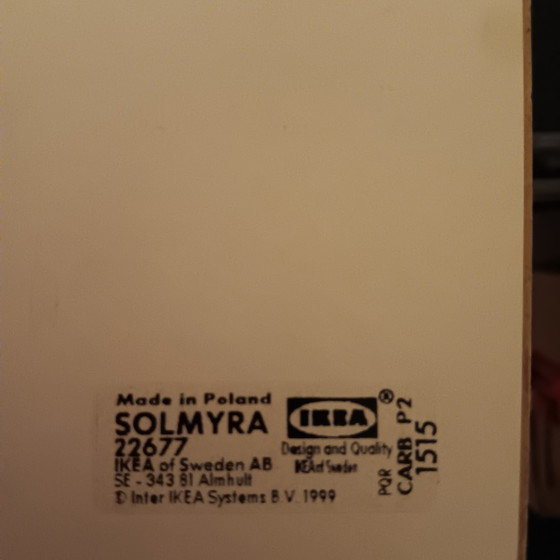 Made in Poland
SOLMYRA
22677
IKEA of Sweden AB
SE - 343 81 Älmhult
© Inter IKEA Systems B.V. 1999
IKEA ®
Design and Quality
IKEA of Sweden
PQR
CARB P2
1515